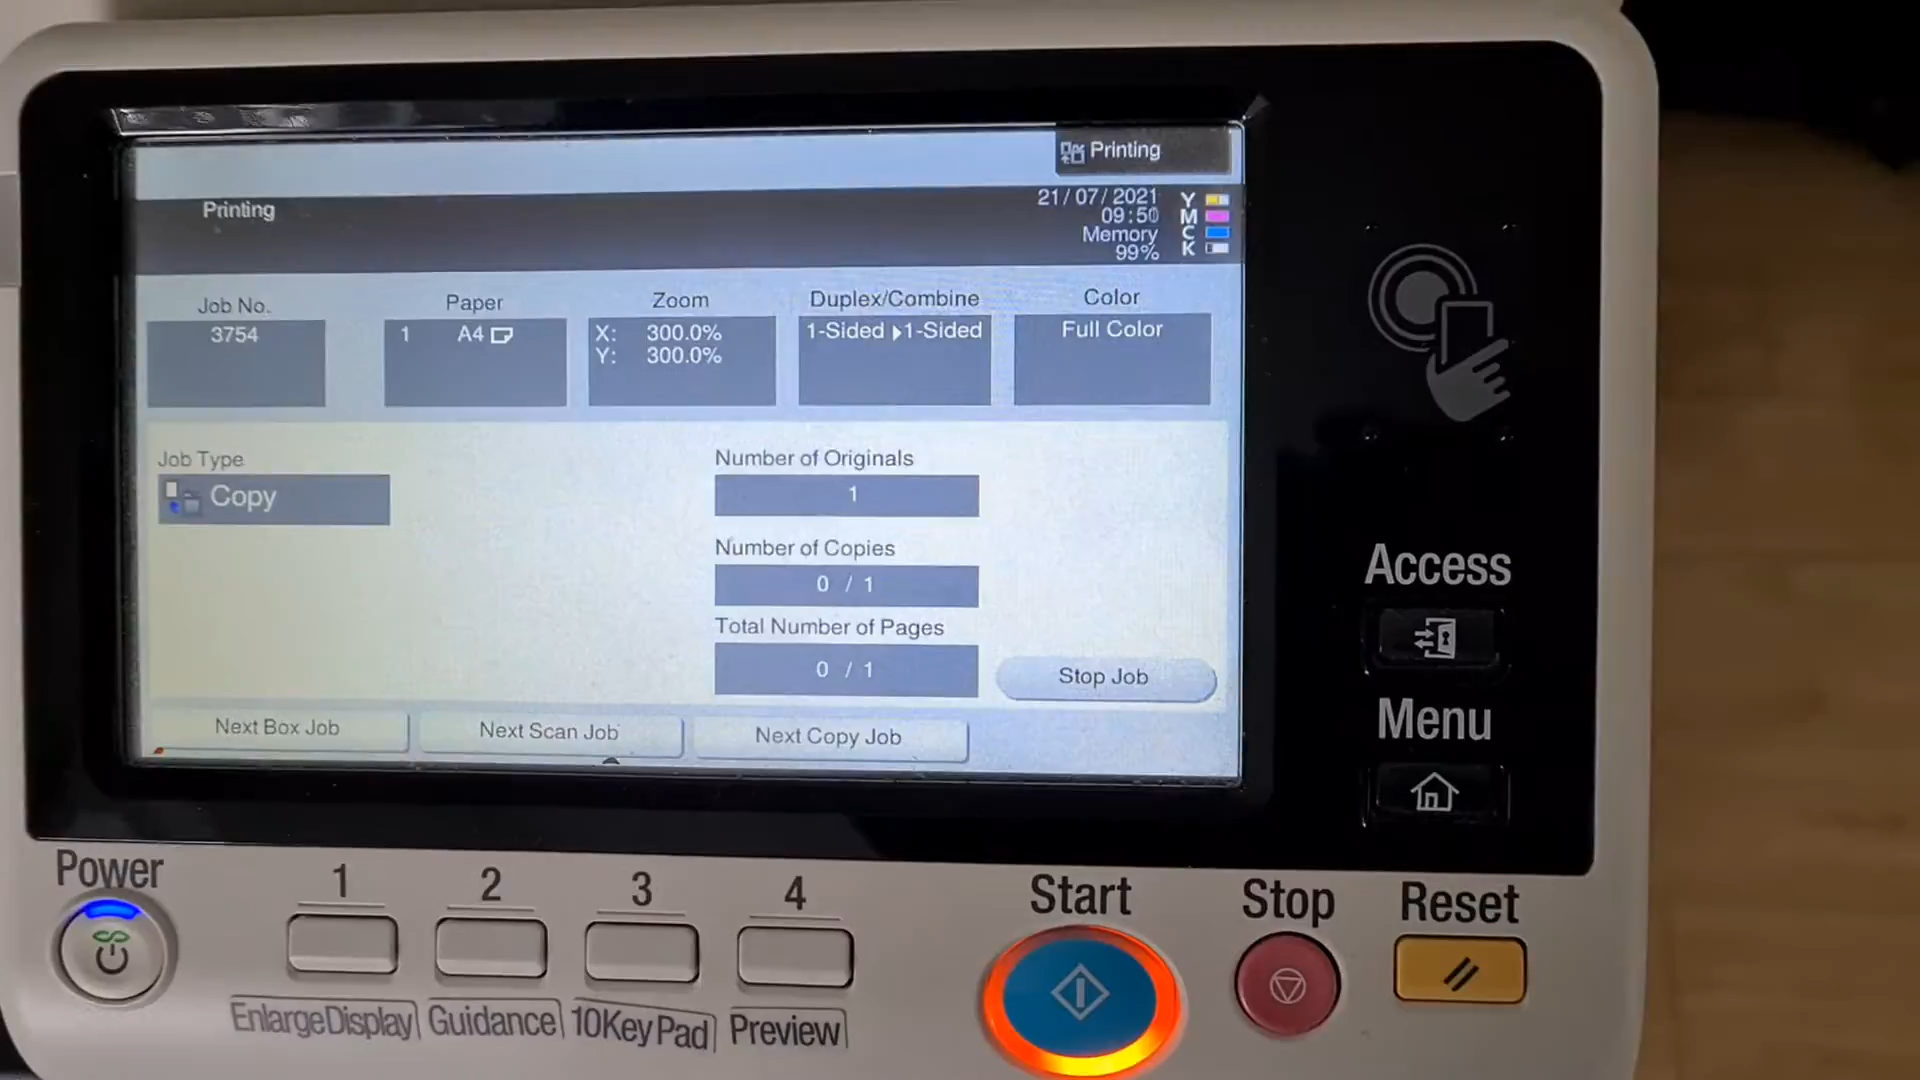 Printing
Printing
21/07/2021
09:50
Memory
99%
Y
M
C
K
Job No.
3754
Paper
1 A4
Zoom
X: 300.0%
Y: 300.0%
Duplex/Combine
1-Sided ▶1-Sided
Color
Full Color
Job Type
Copy
Number of Originals
1
Number of Copies
0 / 1
Total Number of Pages
0 / 1
Stop Job
Next Box Job
Next Scan Job
Next Copy Job
Access
Menu
Power
1
2
3
4
Start
Stop
Reset
Enlarge Display
Guidance
10Key Pad
Preview